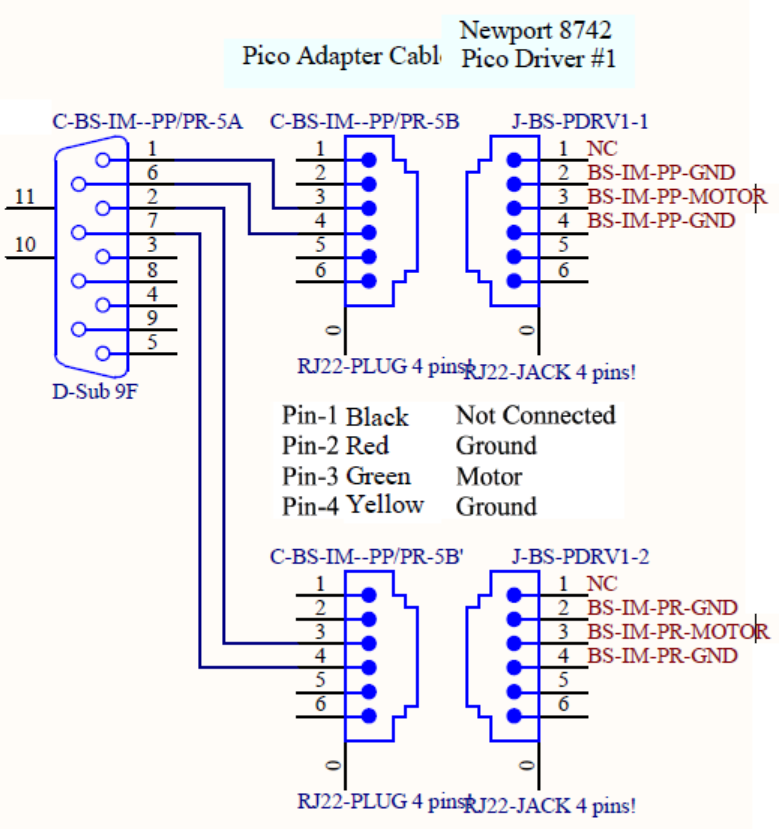 Newport 8742
Pico Adapter Cabl Pico Driver #1
C-BS-IM--PP/PR-5A C-BS-IM--PP/PR-5B J-BS-PDRV1-1
1 1 1 NC
6 2 2 BS-IM-PP-GND
11 2 3 3 BS-IM-PP-MOTOR
7 4 4 BS-IM-PP-GND
10 3 5 5
8 6 6
4
9 0 0
5
RJ22-PLUG 4 pins! RJ22-JACK 4 pins!
D-Sub 9F
Pin-1 Black Not Connected
Pin-2 Red Ground
Pin-3 Green Motor
Pin-4 Yellow Ground
C-BS-IM--PP/PR-5B' J-BS-PDRV1-2
1 1 NC
2 2 BS-IM-PR-GND
3 3 BS-IM-PR-MOTOR
4 4 BS-IM-PR-GND
5 5
6 6
0 0
RJ22-PLUG 4 pins! RJ22-JACK 4 pins!